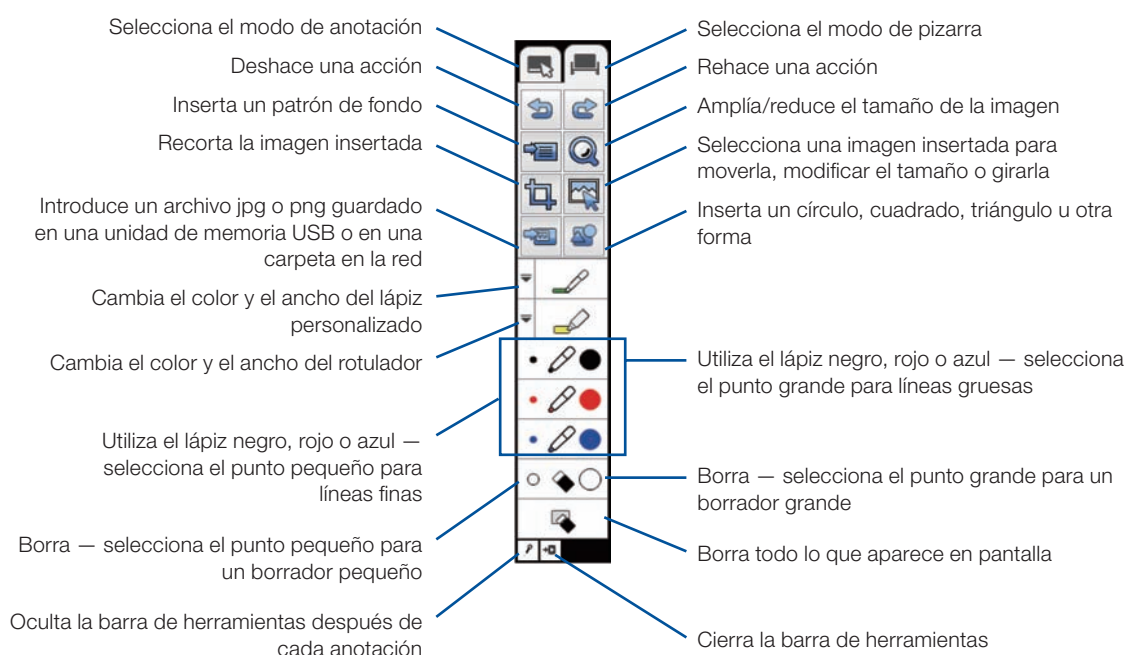 Selecciona el modo de anotación
Deshace una acción
Inserta un patrón de fondo
Recorta la imagen insertada
Introduce un archivo jpg o png guardado
en una unidad de memoria USB o en una
carpeta en la red
Cambia el color y el ancho del lápiz
personalizado
Cambia el color y el ancho del rotulador
Utiliza el lápiz negro, rojo o azul —
selecciona el punto pequeño para
líneas finas
Borra — selecciona el punto pequeño para
un borrador pequeño
Oculta la barra de herramientas después de
cada anotación
Selecciona el modo de pizarra
Rehace una acción
Amplía/reduce el tamaño de la imagen
Selecciona una imagen insertada para
moverla, modificar el tamaño o girarla
Inserta un círculo, cuadrado, triángulo u otra
forma
Utiliza el lápiz negro, rojo o azul — selecciona
el punto grande para líneas gruesas
Borra — selecciona el punto grande para un
borrador grande
Borra todo lo que aparece en pantalla
Cierra la barra de herramientas